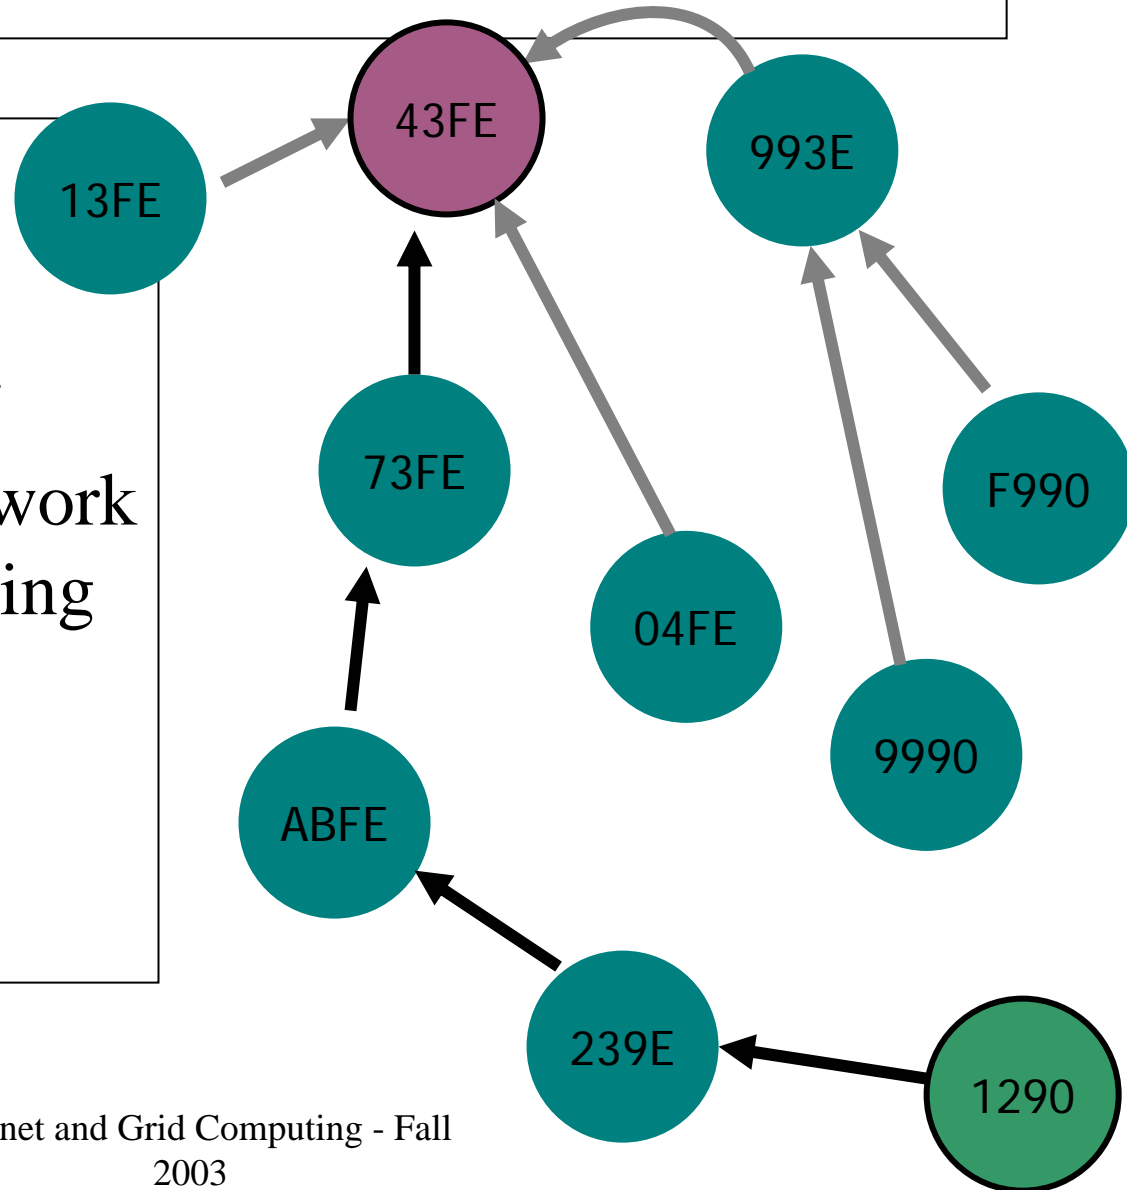 43FE
993E
13FE
73FE
F990
work
ing
04FE
9990
ABFE
239E
1290
net and Grid Computing - Fall
2003